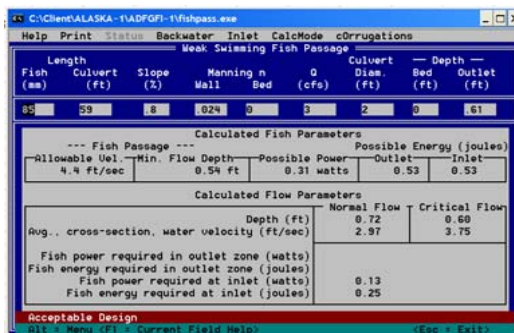 C:\Client\ALASKA~1\ADFGFI~1\fishpass.exe
Help Print Status Backwater Inlet CalcMode cOrrugations
Weak Swimming Fish Passage
Length Culvert — Depth —
Fish Culvert Slope Manning n Q Diam. Bed Outlet
(mm) (ft) (%) Wall Bed (cfs) (ft) (ft) (ft)
85 59 .8 .024 0 3 2 0 .61
Calculated Fish Parameters
--- Fish Passage --- Possible Energy (joules)
Allowable Vel. Min. Flow Depth Possible Power Outlet Inlet
4.4 ft/sec 0.54 ft 0.31 watts 0.53 0.53
Calculated Flow Parameters
Normal Flow Critical Flow
Depth (ft) 0.72 0.60
Avg., cross-section, water velocity (ft/sec) 2.97 3.75
Fish power required in outlet zone (watts)
Fish energy required in outlet zone (joules)
Fish power required at inlet (watts) 0.13
Fish energy required at inlet (joules) 0.25
Acceptable Design
Alt = Menu <F1 = Current Field Help> <Esc = Exit>